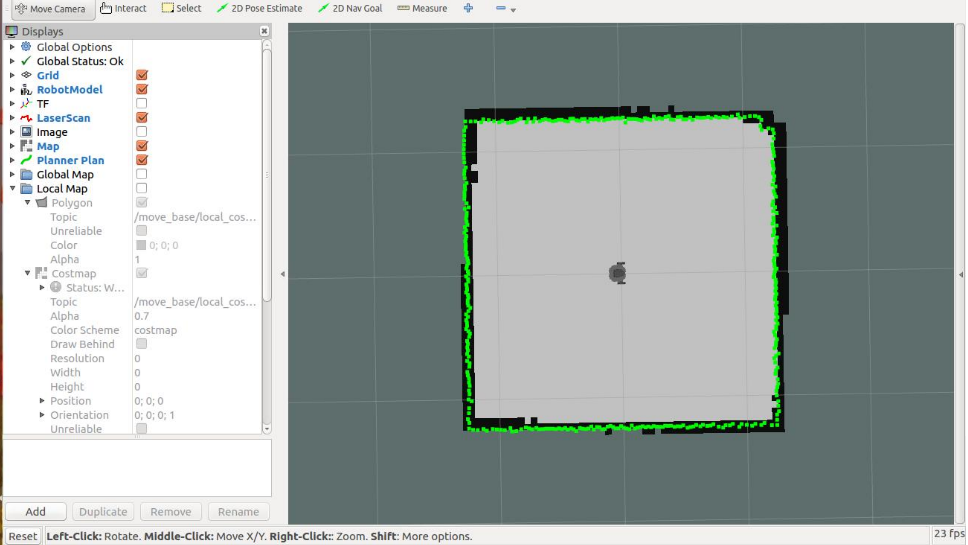 Move Camera Interact Select 2D Pose Estimate 2D Nav Goal Measure
Displays
Global Options
Global Status: Ok
Grid
RobotModel
TF
LaserScan
Image
Map
Planner Plan
Global Map
Local Map
Polygon
Topic /move_base/local_cos...
Unreliable
Color 0; 0; 0
Alpha 1
Costmap
Status: W...
Topic /move_base/local_cos...
Alpha 0.7
Color Scheme costmap
Draw Behind
Resolution 0
Width 0
Height 0
Position 0; 0; 0
Orientation 0; 0; 0; 1
Unreliable
Add Duplicate Remove Rename
Reset Left-Click: Rotate. Middle-Click: Move X/Y. Right-Click:: Zoom. Shift: More options. 23 fps